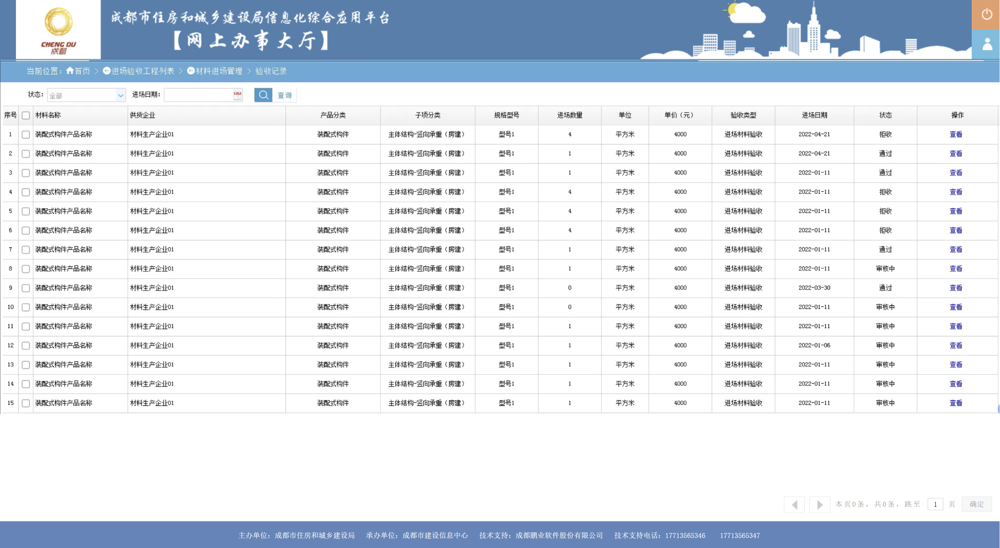 CHENG DU
成都
成都市住房和城乡建设局信息化综合应用平台
【网上办事大厅】
当前位置：首页 > 进场验收工程列表 > 材料进场管理 > 验收记录
状态： 全部 进场日期： 查询
序号 材料名称 供货企业 产品分类 子项分类 规格型号 进场数量 单位 单价（元） 验收类型 进场日期 状态 操作
1 装配式构件产品名称 材料生产企业01 装配式构件 主体结构-竖向承重（房建） 型号1 4 平方米 4000 进场材料验收 2022-04-21 拒收 查看
2 装配式构件产品名称 材料生产企业01 装配式构件 主体结构-竖向承重（房建） 型号1 1 平方米 4000 进场材料验收 2022-04-21 通过 查看
3 装配式构件产品名称 材料生产企业01 装配式构件 主体结构-竖向承重（房建） 型号1 1 平方米 4000 进场材料验收 2022-01-11 通过 查看
4 装配式构件产品名称 材料生产企业01 装配式构件 主体结构-竖向承重（房建） 型号1 4 平方米 4000 进场材料验收 2022-01-11 拒收 查看
5 装配式构件产品名称 材料生产企业01 装配式构件 主体结构-竖向承重（房建） 型号1 4 平方米 4000 进场材料验收 2022-01-11 拒收 查看
6 装配式构件产品名称 材料生产企业01 装配式构件 主体结构-竖向承重（房建） 型号1 4 平方米 4000 进场材料验收 2022-01-11 拒收 查看
7 装配式构件产品名称 材料生产企业01 装配式构件 主体结构-竖向承重（房建） 型号1 1 平方米 4000 进场材料验收 2022-01-11 通过 查看
8 装配式构件产品名称 材料生产企业01 装配式构件 主体结构-竖向承重（房建） 型号1 1 平方米 4000 进场材料验收 2022-01-11 审核中 查看
9 装配式构件产品名称 材料生产企业01 装配式构件 主体结构-竖向承重（房建） 型号1 0 平方米 4000 进场材料验收 2022-03-30 通过 查看
10 装配式构件产品名称 材料生产企业01 装配式构件 主体结构-竖向承重（房建） 型号1 0 平方米 4000 进场材料验收 2022-01-11 审核中 查看
11 装配式构件产品名称 材料生产企业01 装配式构件 主体结构-竖向承重（房建） 型号1 1 平方米 4000 进场材料验收 2022-01-11 审核中 查看
12 装配式构件产品名称 材料生产企业01 装配式构件 主体结构-竖向承重（房建） 型号1 1 平方米 4000 进场材料验收 2022-01-06 审核中 查看
13 装配式构件产品名称 材料生产企业01 装配式构件 主体结构-竖向承重（房建） 型号1 1 平方米 4000 进场材料验收 2022-01-11 审核中 查看
14 装配式构件产品名称 材料生产企业01 装配式构件 主体结构-竖向承重（房建） 型号1 1 平方米 4000 进场材料验收 2022-01-11 审核中 查看
15 装配式构件产品名称 材料生产企业01 装配式构件 主体结构-竖向承重（房建） 型号1 1 平方米 4000 进场材料验收 2022-01-11 审核中 查看
本页0条，共0条，跳至 1 页 确定
主办单位：成都市住房和城乡建设局 承办单位：成都市建设信息中心 技术支持：成都鹏业软件股份有限公司 技术支持电话：17713565346 17713565347